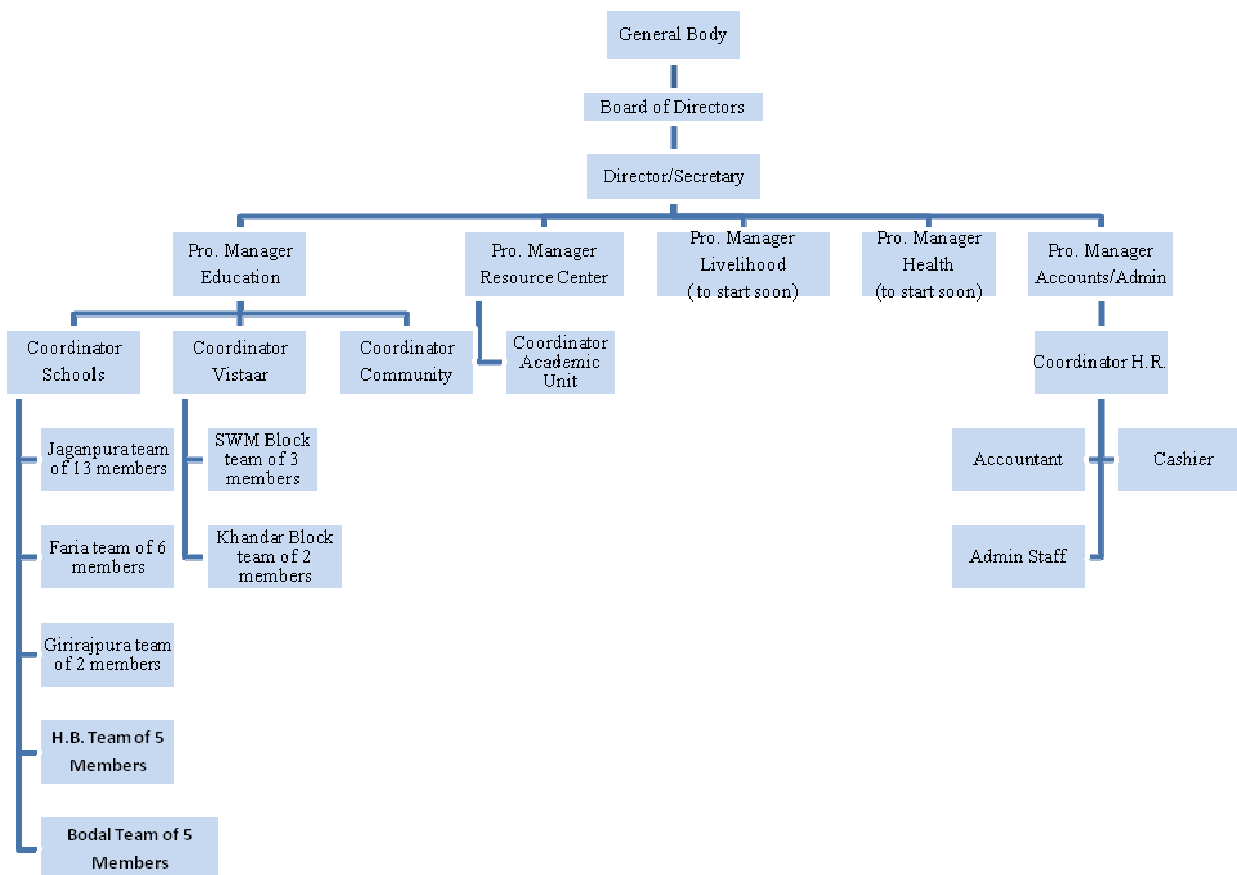 General Body
Board of Directors
Director/Secretary
Pro. Manager
Education
Pro. Manager
Resource Center
Pro. Manager
Livelihood
( to start soon)
Pro. Manager
Health
(to start soon)
Pro. Manager
Accounts/Admin
Coordinator
Schools
Coordinator
Vistaar
Coordinator
Community
Coordinator
Academic
Unit
Coordinator H.R.
Jaganpura team
of 13 members
SWM Block
team of 3
members
Accountant
Cashier
Faria team of 6
members
Khandar Block
team of 2
members
Admin Staff
Girirajpura team
of 2 members
H.B. Team of 5
Members
Bodal Team of 5
Members